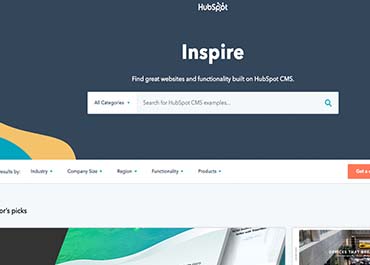 HubSpot
Inspire
Find great websites and functionality built on HubSpot CMS.
All Categories Search for HubSpot CMS examples...
results by: Industry Company Size Region Functionality Products Get a
or's picks